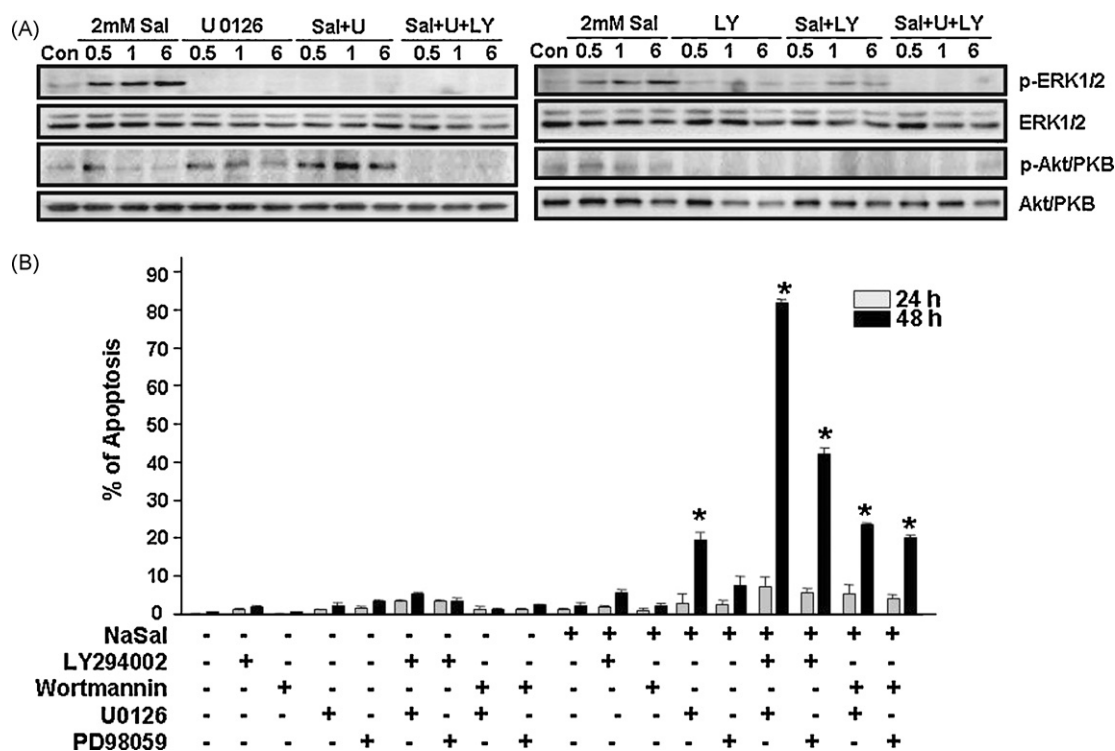 (A)
2mM Sal U 0126 Sal+U Sal+U+LY
Con 0.5 1 6 0.5 1 6 0.5 1 6 0.5 1 6
2mM Sal LY Sal+LY Sal+U+LY
Con 0.5 1 6 0.5 1 6 0.5 1 6 0.5 1 6
p-ERK1/2
ERK1/2
p-Akt/PKB
Akt/PKB
(B)
% of Apoptosis
90
80
70
60
50
40
30
20
10
0
* * * * *
24 h
48 h
NaSal - - - - - - - - - + + + + + + + + +
LY294002 - + - - - + + - - - + - - - + + - -
Wortmannin - - + - - - - + + - - + - - - - + +
U0126 - - - + - + - + - - - - + - + - + -
PD98059 - - - - + - + - + - - - - + - + - +